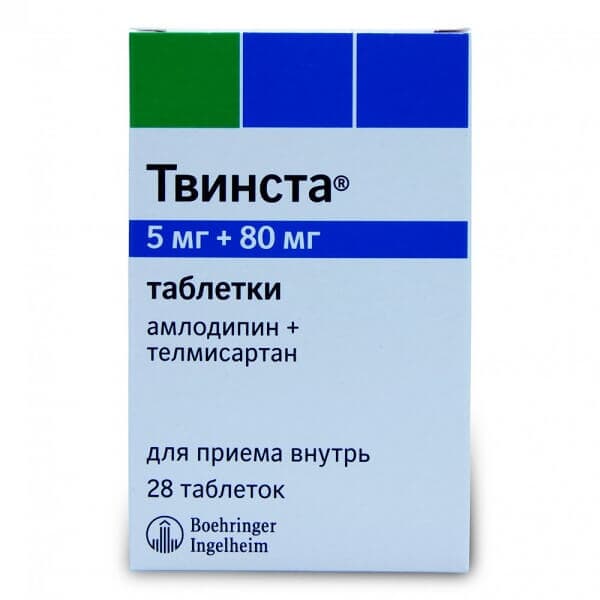 Твинста®
5 мг + 80 мг
таблетки
амлодипин +
телмисартан
для приема внутрь
28 таблеток
Boehringer
Ingelheim